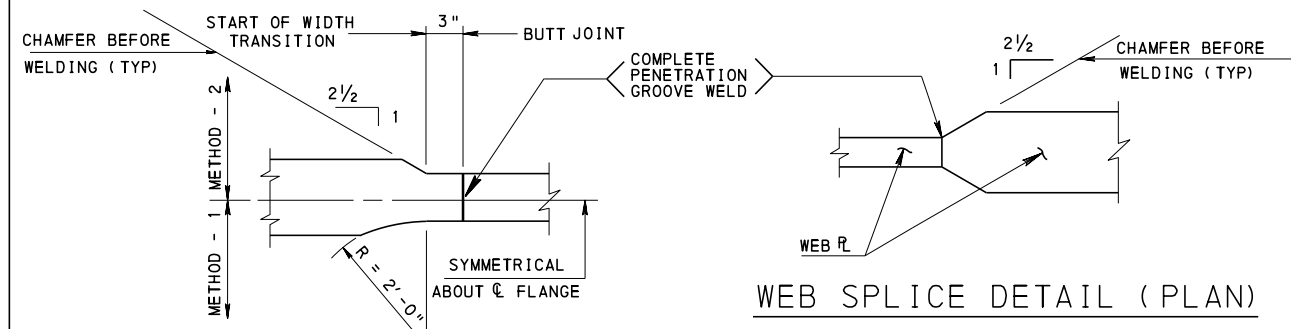 START OF WIDTH
TRANSITION
3"
BUTT JOINT
CHAMFER BEFORE
WELDING (TYP)
2½
1
COMPLETE
PENETRATION
GROOVE WELD
2½
1
CHAMFER BEFORE
WELDING (TYP)
METHOD - 2
METHOD - 1
R = 2'-0"
SYMMETRICAL
ABOUT ℄ FLANGE
WEB ⅊
WEB SPLICE DETAIL (PLAN)